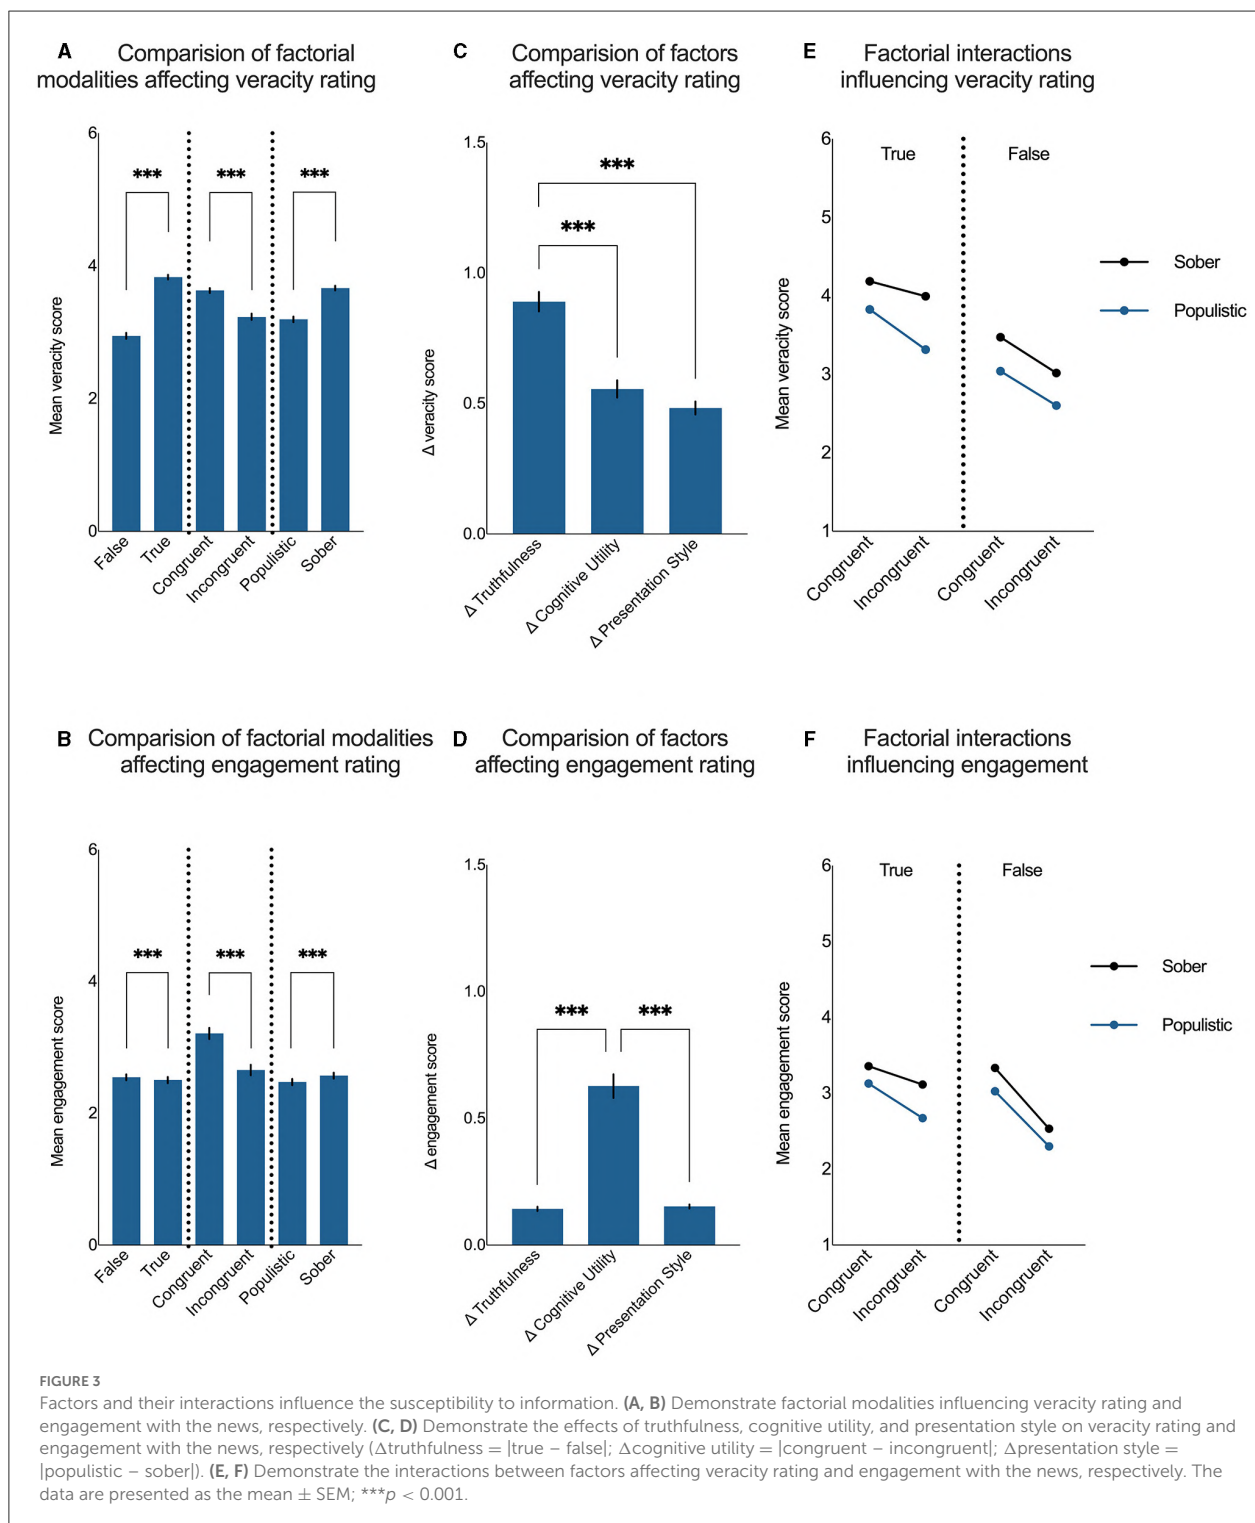 A Comparision of factorial
modalities affecting veracity rating
6
4
2
0
Mean veracity score
***
***
***
False
True
Congruent
Incongruent
Populistic
Sober
C Comparision of factors
affecting veracity rating
1.5
1.0
0.5
0.0
Δ veracity score
***
***
Δ Truthfulness
Δ Cognitive Utility
Δ Presentation Style
E Factorial interactions
influencing veracity rating
6
5
4
3
2
1
Mean veracity score
True
False
Sober
Populistic
Congruent
Incongruent
Congruent
Incongruent
B Comparision of factorial modalities
affecting engagement rating
6
4
2
0
Mean engagement score
***
***
***
False
True
Congruent
Incongruent
Populistic
Sober
D Comparision of factors
affecting engagement rating
1.5
1.0
0.5
0.0
Δ engagement score
***
***
Δ Truthfulness
Δ Cognitive Utility
Δ Presentation Style
F Factorial interactions
influencing engagement
6
5
4
3
2
1
Mean engagement score
True
False
Sober
Populistic
Congruent
Incongruent
Congruent
Incongruent
FIGURE 3
Factors and their interactions influence the susceptibility to information. (A, B) Demonstrate factorial modalities influencing veracity rating and
engagement with the news, respectively. (C, D) Demonstrate the effects of truthfulness, cognitive utility, and presentation style on veracity rating and
engagement with the news, respectively (Δtruthfulness = |true – false|; Δcognitive utility = |congruent – incongruent|; Δpresentation style =
|populistic – sober|). (E, F) Demonstrate the interactions between factors affecting veracity rating and engagement with the news, respectively. The
data are presented as the mean ± SEM; ***p < 0.001.